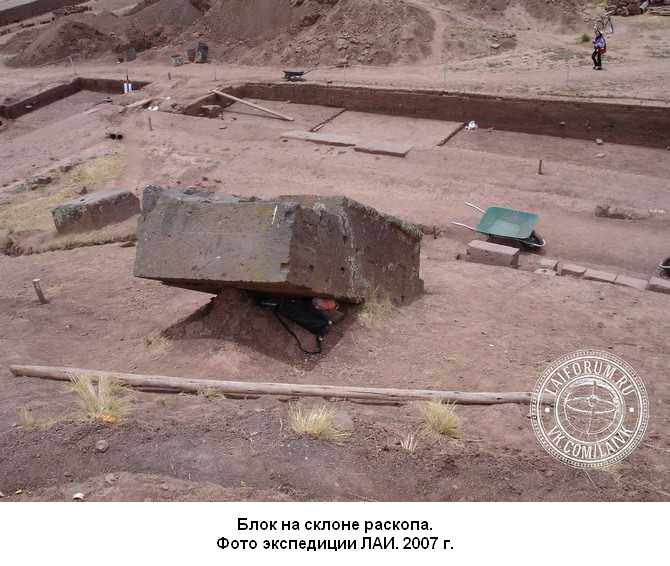 LAIFORUM.RU
VK.COM/LAIVK
Блок на склоне раскопа.
Фото экспедиции ЛАИ. 2007 г.